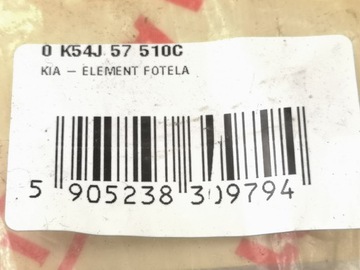 0 K54J 57 510C
KIA – ELEMENT FOTELA
5 905238 309794